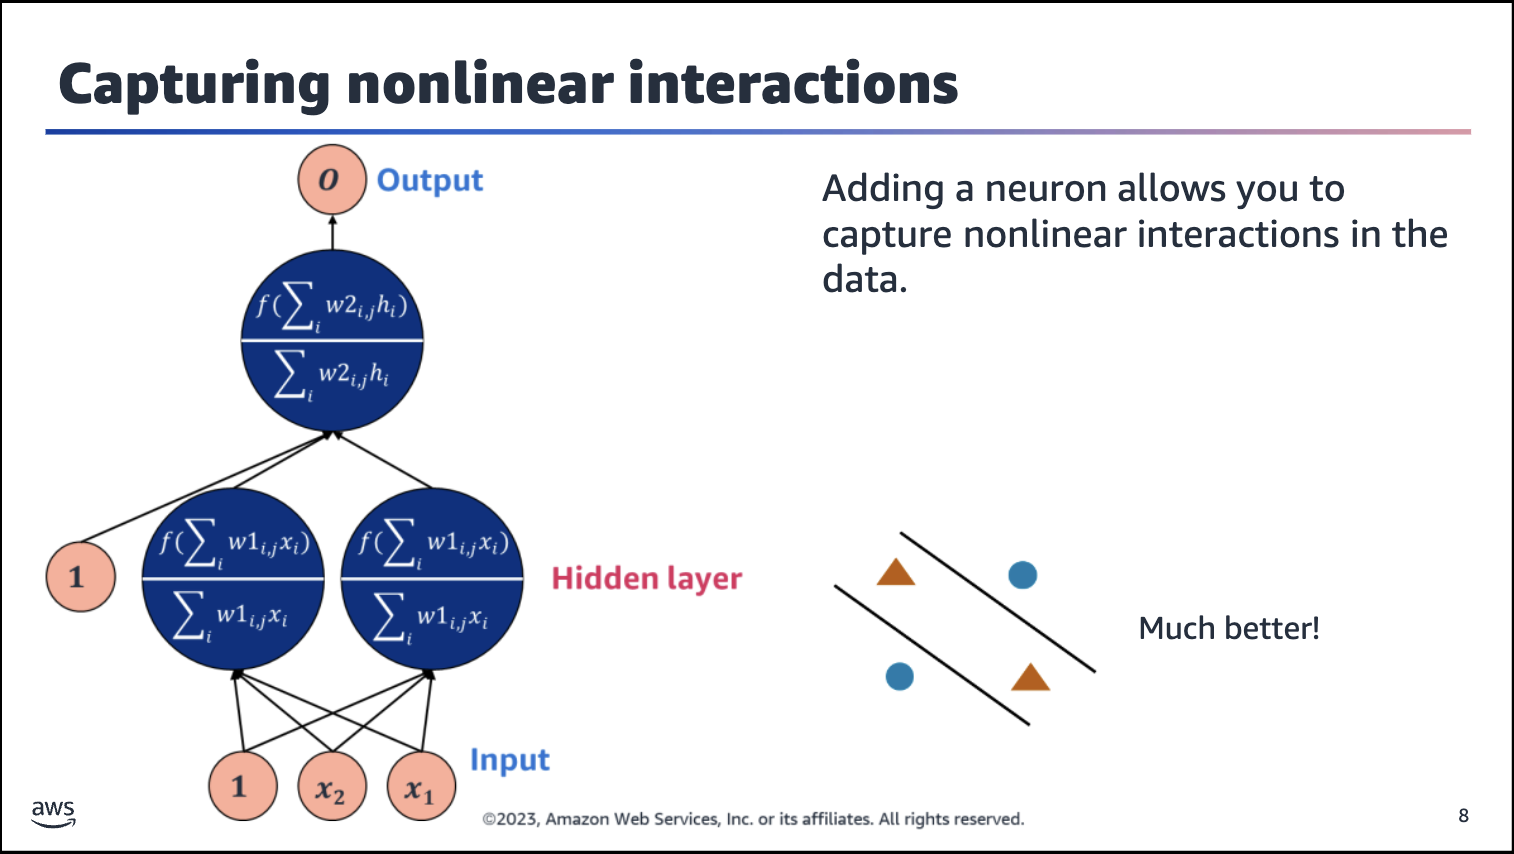 Capturing nonlinear interactions
O Output
Adding a neuron allows you to
capture nonlinear interactions in the
data.
f(∑ᵢ w2ᵢ,ⱼhᵢ)
∑ᵢ w2ᵢ,ⱼhᵢ
1
f(∑ᵢ w1ᵢ,ⱼxᵢ)
∑ᵢ w1ᵢ,ⱼxᵢ
f(∑ᵢ w1ᵢ,ⱼxᵢ)
∑ᵢ w1ᵢ,ⱼxᵢ
Hidden layer
Much better!
1 x₂ x₁ Input
aws
©2023, Amazon Web Services, Inc. or its affiliates. All rights reserved.
8